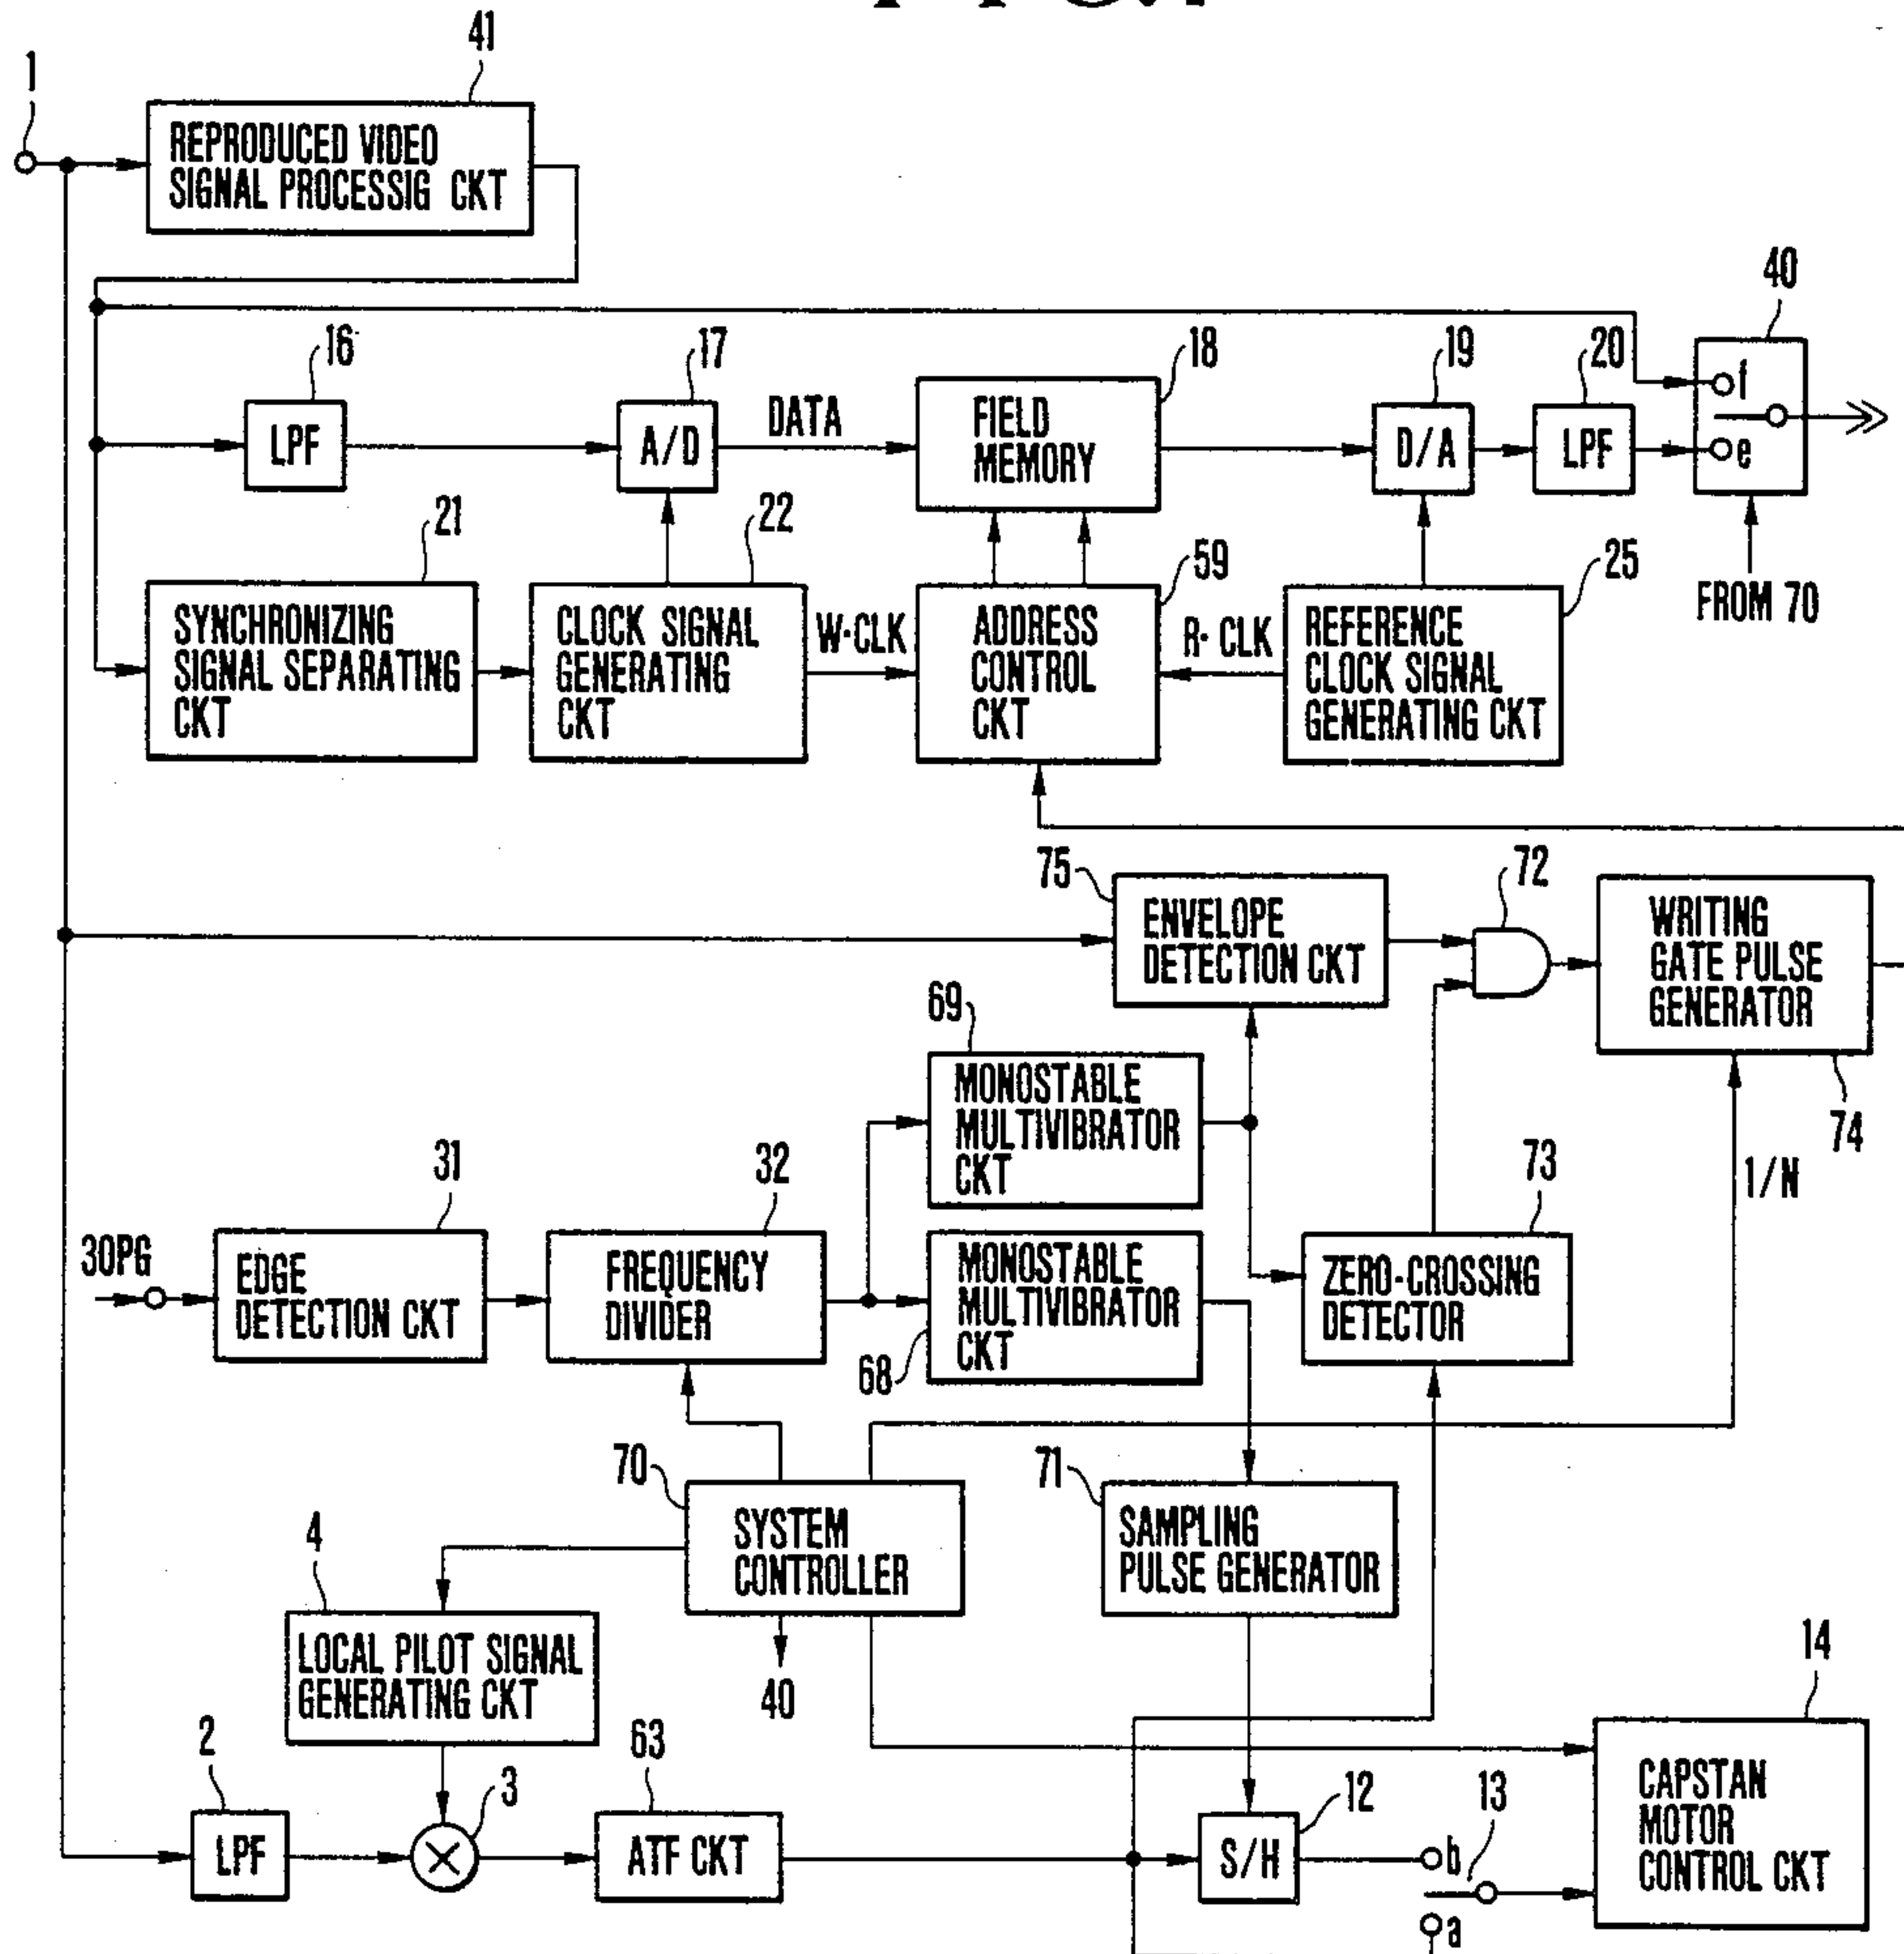 1
41
REPRODUCED VIDEO
SIGNAL PROCESSIG CKT
40
16
17
18
19
20
f
LPF
A/D
DATA
FIELD
MEMORY
D/A
LPF
e
21
22
59
25
FROM 70
SYNCHRONIZING
SIGNAL SEPARATING
CKT
CLOCK SIGNAL
GENERATING
CKT
W·CLK
ADDRESS
CONTROL
CKT
R·CLK
REFERENCE
CLOCK SIGNAL
GENERATING CKT
75
72
ENVELOPE
DETECTION CKT
WRITING
GATE PULSE
GENERATOR
69
MONOSTABLE
MULTIVIBRATOR
CKT
74
31
32
73
1/N
30PG
EDGE
DETECTION CKT
FREQUENCY
DIVIDER
MONOSTABLE
MULTIVIBRATOR
CKT
68
ZERO-CROSSING
DETECTOR
70
71
4
SYSTEM
CONTROLLER
SAMPLING
PULSE GENERATOR
LOCAL PILOT SIGNAL
GENERATING CKT
40
14
2
3
63
12
13
LPF
ATF CKT
S/H
b
a
CAPSTAN
MOTOR
CONTROL CKT